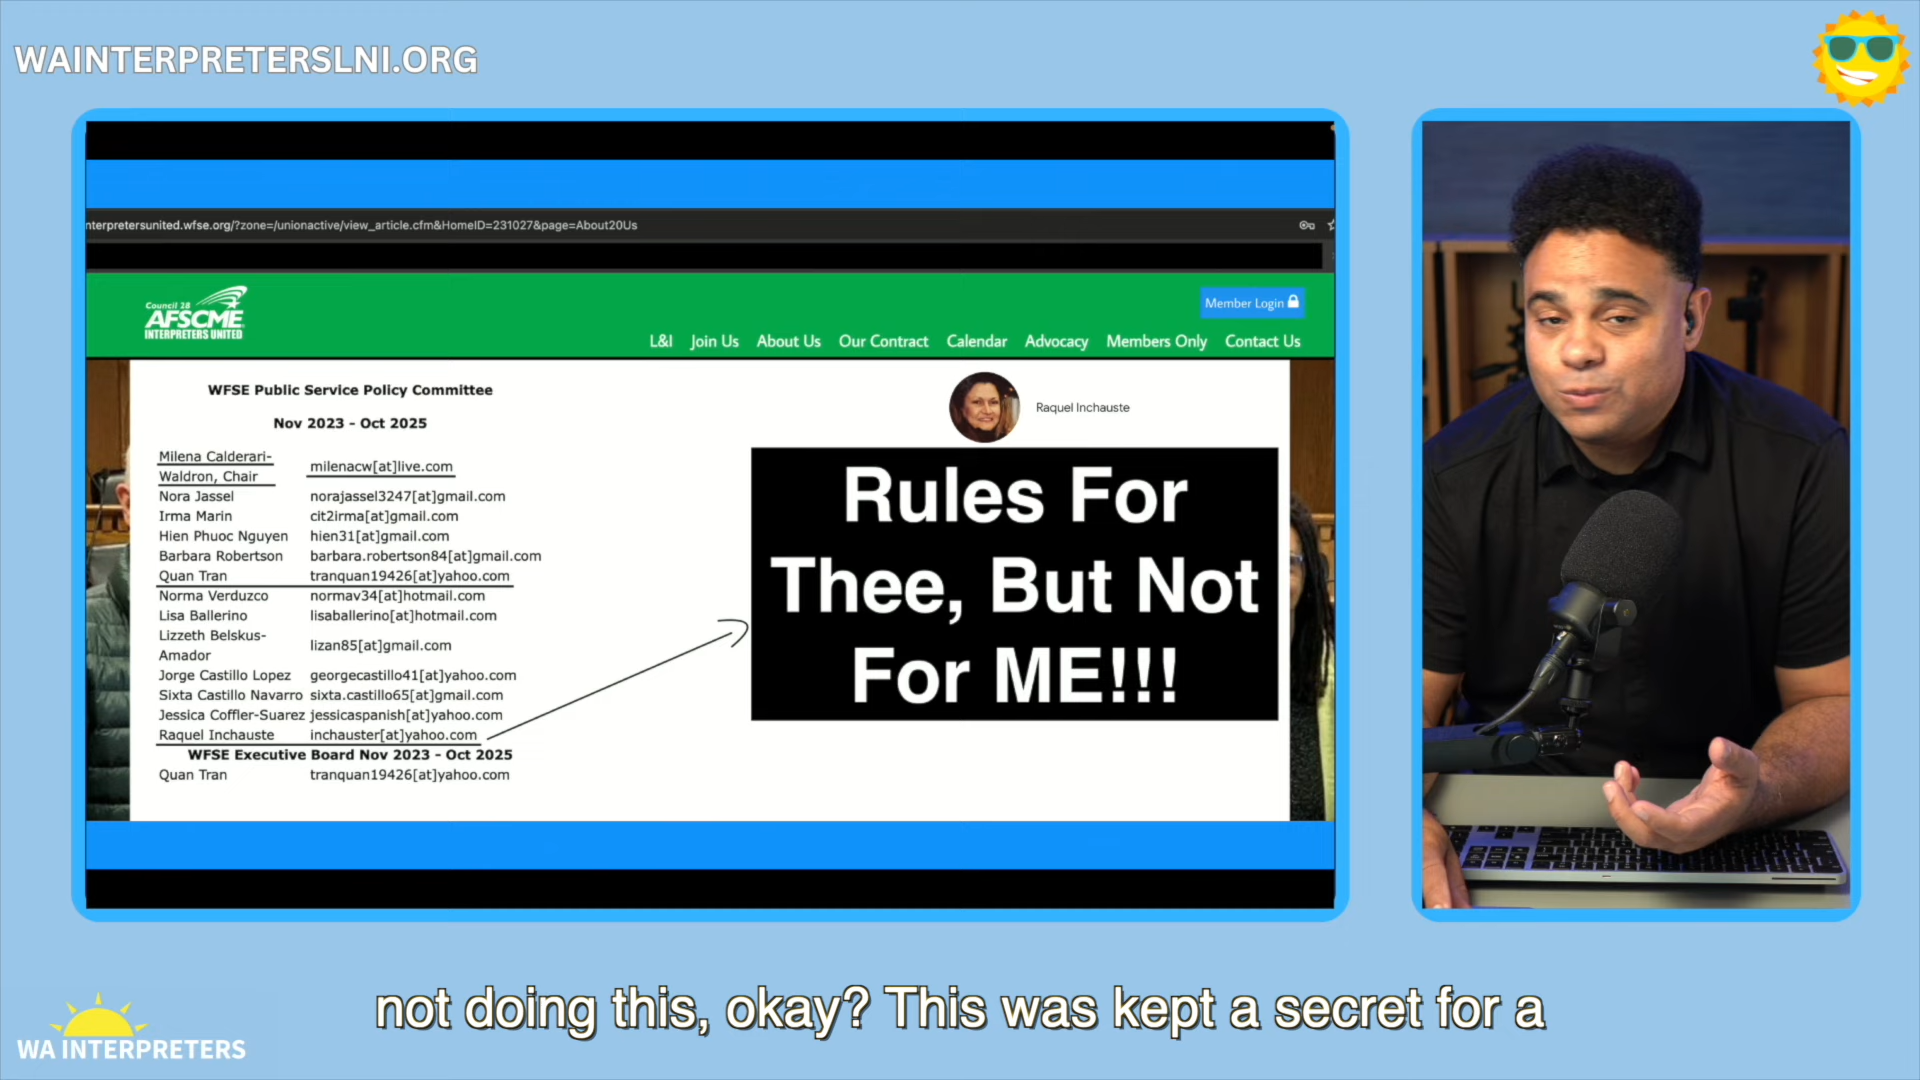 WAINTERPRETERSLNI.ORG
nterpretersunited.wfse.org/?zone=/unionactive/view_article.cfm&HomeID=231027&page=About20Us
Council 28
AFSCME
INTERPRETERS UNITED
Member Login
L&I Join Us About Us Our Contract Calendar Advocacy Members Only Contact Us
WFSE Public Service Policy Committee
Nov 2023 - Oct 2025
Milena Calderari-
Waldron, Chair milenacw[at]live.com
Nora Jassel norajassel3247[at]gmail.com
Irma Marin cit2irma[at]gmail.com
Hien Phuoc Nguyen hien31[at]gmail.com
Barbara Robertson barbara.robertson84[at]gmail.com
Quan Tran tranquan19426[at]yahoo.com
Norma Verduzco normav34[at]hotmail.com
Lisa Ballerino lisaballerino[at]hotmail.com
Lizzeth Belskus-
Amador lizan85[at]gmail.com
Jorge Castillo Lopez georgecastillo41[at]yahoo.com
Sixta Castillo Navarro sixta.castillo65[at]gmail.com
Jessica Coffler-Suarez jessicaspanish[at]yahoo.com
Raquel Inchauste inchauster[at]yahoo.com
WFSE Executive Board Nov 2023 - Oct 2025
Quan Tran tranquan19426[at]yahoo.com
Raquel Inchauste
Rules For
Thee, But Not
For ME!!!
not doing this, okay? This was kept a secret for a
WA INTERPRETERS